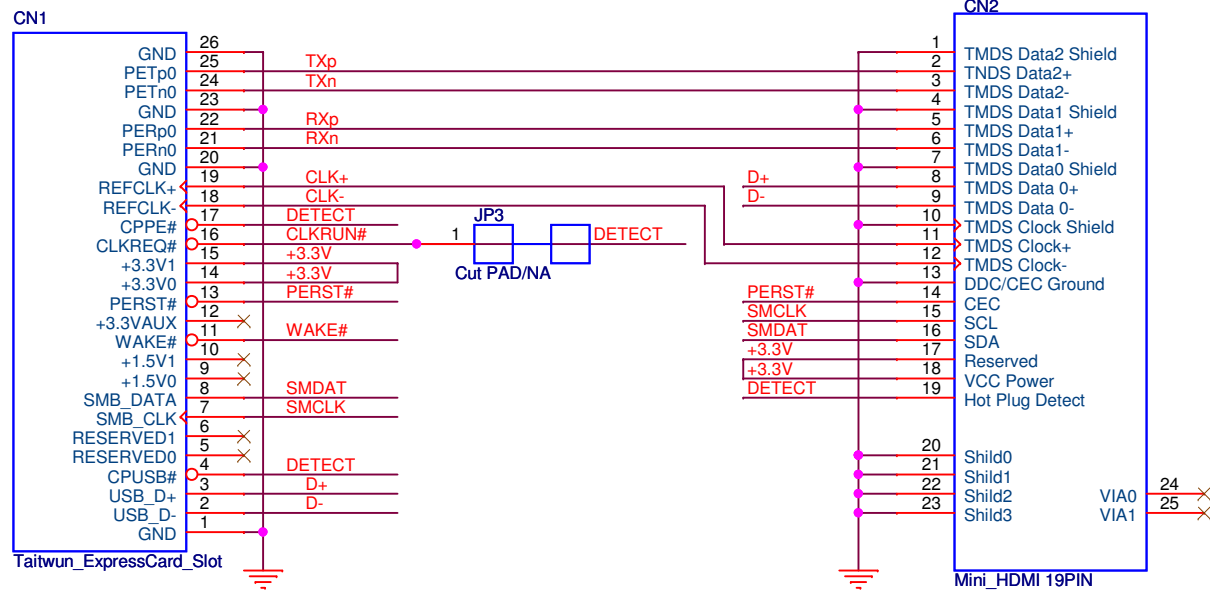 CN1
26
GND
25
PETp0
TXp
24
PETn0
TXn
23
GND
22
PERp0
RXp
21
PERn0
RXn
20
GND
19
REFCLK+
CLK+
18
REFCLK-
CLK-
17
CPPE#
DETECT
16
CLKREQ#
CLKRUN#
15
+3.3V1
+3.3V
14
+3.3V0
+3.3V
13
PERST#
PERST#
12
+3.3VAUX
11
WAKE#
WAKE#
10
+1.5V1
9
+1.5V0
8
SMB_DATA
SMDAT
7
SMB_CLK
SMCLK
6
RESERVED1
5
RESERVED0
4
CPUSB#
DETECT
3
USB_D+
D+
2
USB_D-
D-
1
GND
Taitwun_ExpressCard_Slot
JP3
1
DETECT
Cut PAD/NA
CN2
1
TMDS Data2 Shield
2
TNDS Data2+
3
TMDS Data2-
4
TMDS Data1 Shield
5
TMDS Data1+
6
TMDS Data1-
7
TMDS Data0 Shield
D+
8
TMDS Data 0+
D-
9
TMDS Data 0-
10
TMDS Clock Shield
11
TMDS Clock+
12
TMDS Clock-
13
DDC/CEC Ground
PERST#
14
CEC
SMCLK
15
SCL
SMDAT
16
SDA
+3.3V
17
Reserved
+3.3V
18
VCC Power
DETECT
19
Hot Plug Detect
20
Shild0
21
Shild1
22
Shild2
23
Shild3
24
VIA0
25
VIA1
Mini_HDMI 19PIN